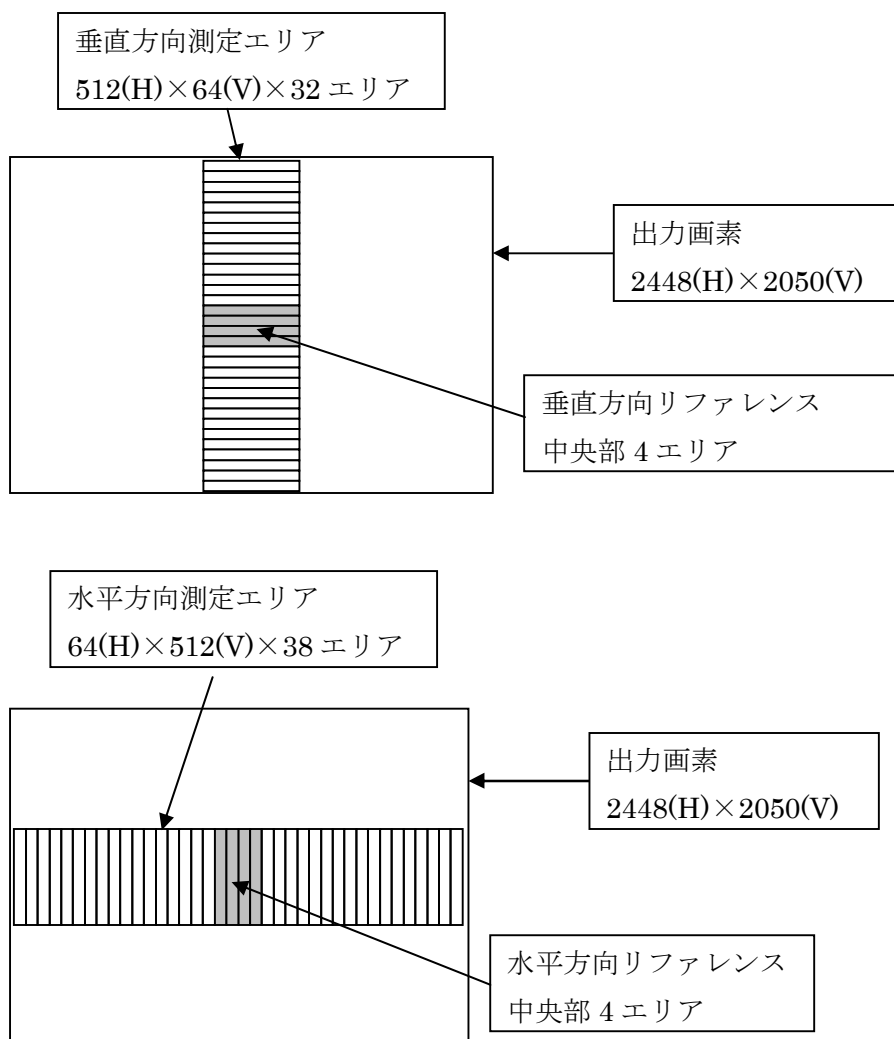 垂直方向測定エリア
512(H)×64(V)×32 エリア
出力画素
2448(H)×2050(V)
垂直方向リファレンス
中央部 4 エリア
水平方向測定エリア
64(H)×512(V)×38 エリア
出力画素
2448(H)×2050(V)
水平方向リファレンス
中央部 4 エリア